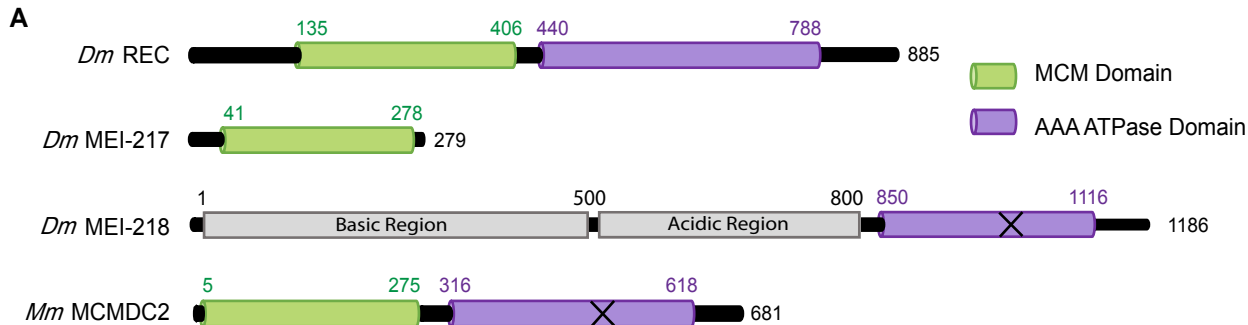 A
135 406 440 788
Dm REC 885
MCM Domain
41 278
AAA ATPase Domain
Dm MEI-217 279
1 500 800 850 1116
Dm MEI-218 Basic Region Acidic Region 1186
5 275 316 618
Mm MCMDC2 681